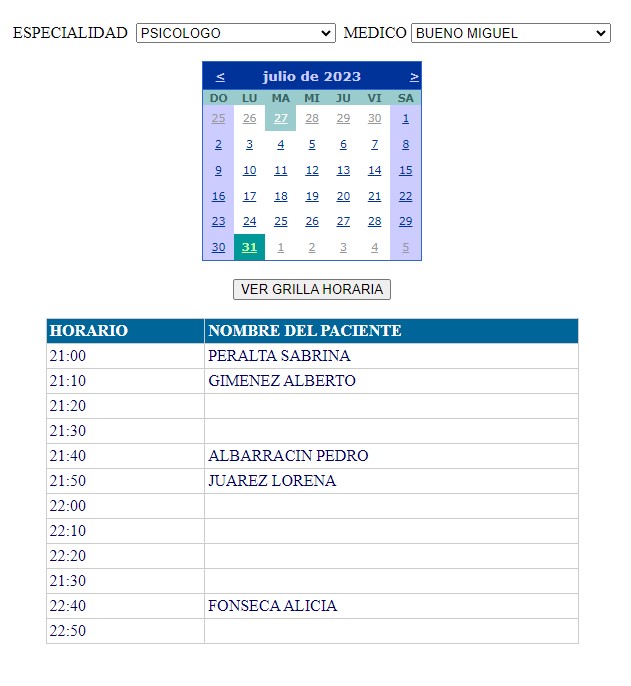 ESPECIALIDAD PSICOLOGO MEDICO BUENO MIGUEL
< julio de 2023 >
DO LU MA MI JU VI SA
25 26 27 28 29 30 1
2 3 4 5 6 7 8
9 10 11 12 13 14 15
16 17 18 19 20 21 22
23 24 25 26 27 28 29
30 31 1 2 3 4 5
VER GRILLA HORARIA
HORARIO NOMBRE DEL PACIENTE
21:00 PERALTA SABRINA
21:10 GIMENEZ ALBERTO
21:20
21:30
21:40 ALBARRACIN PEDRO
21:50 JUAREZ LORENA
22:00
22:10
22:20
21:30
22:40 FONSECA ALICIA
22:50